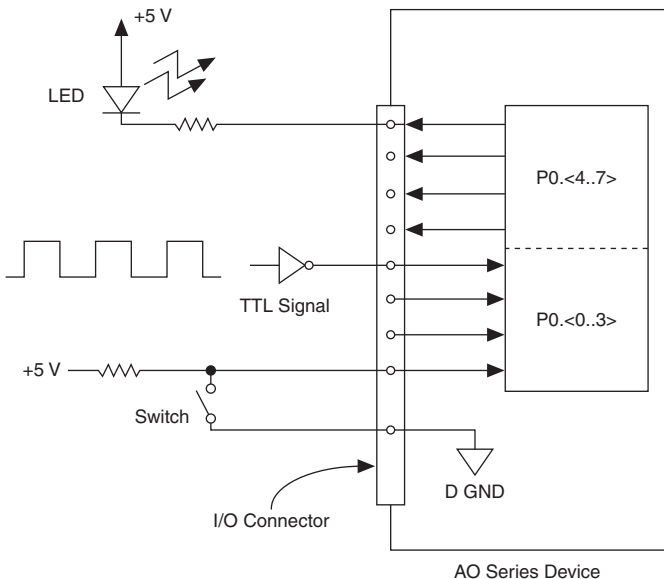 +5 V
LED
P0.<4..7>
TTL Signal
P0.<0..3>
+5 V
Switch
D GND
I/O Connector
AO Series Device